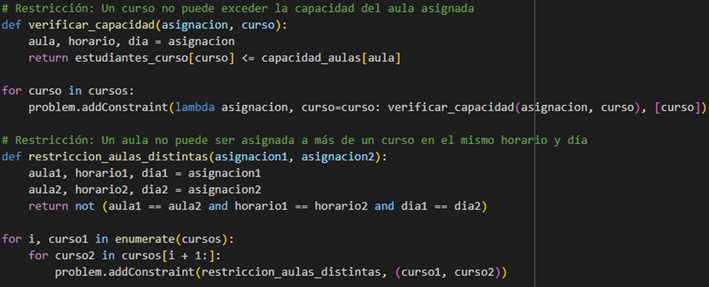 # Restricción: Un curso no puede exceder la capacidad del aula asignada
def verificar_capacidad(asignacion, curso):
    aula, horario, dia = asignacion
    return estudiantes_curso[curso] <= capacidad_aulas[aula]

for curso in cursos:
    problem.addConstraint(lambda asignacion, curso=curso: verificar_capacidad(asignacion, curso), [curso])

# Restricción: Un aula no puede ser asignada a más de un curso en el mismo horario y día
def restriccion_aulas_distintas(asignacion1, asignacion2):
    aula1, horario1, dia1 = asignacion1
    aula2, horario2, dia2 = asignacion2
    return not (aula1 == aula2 and horario1 == horario2 and dia1 == dia2)

for i, curso1 in enumerate(cursos):
    for curso2 in cursos[i + 1:]:
        problem.addConstraint(restriccion_aulas_distintas, (curso1, curso2))